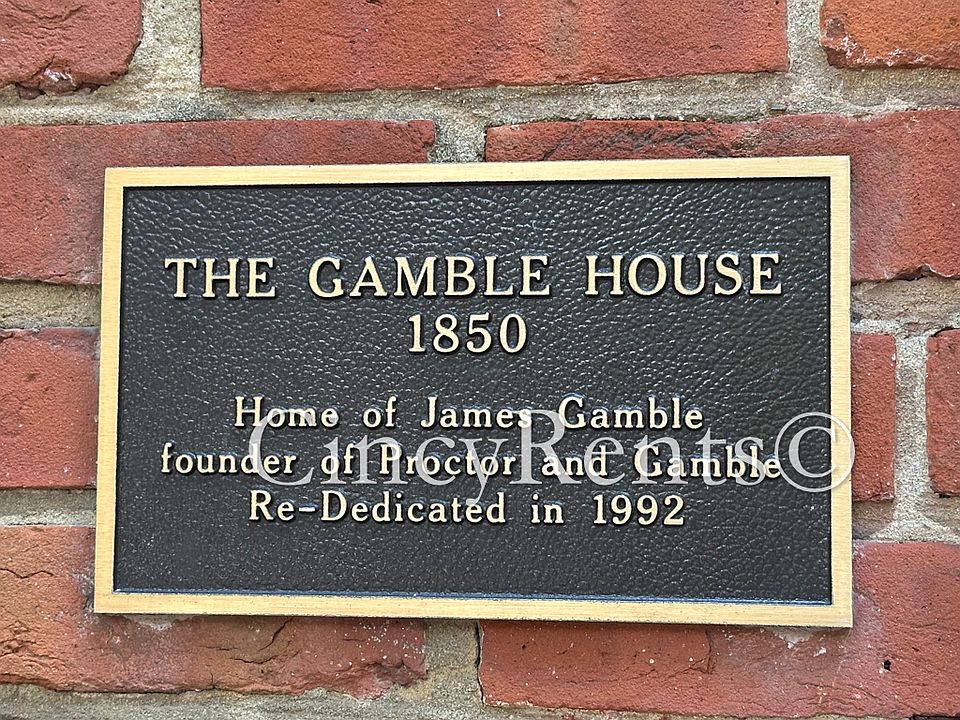 THE GAMBLE HOUSE
1850
Home of James Gamble
founder of Proctor and Gamble
Re-Dedicated in 1992
CincyRents©